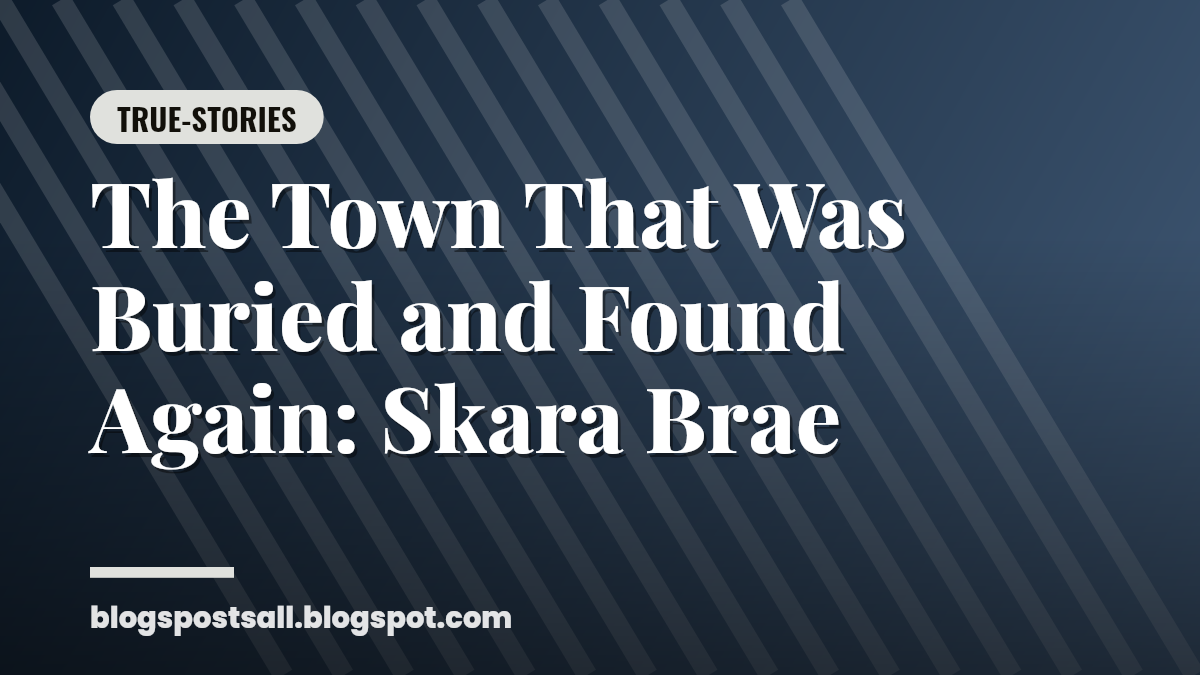 TRUE-STORIES
The Town That Was
Buried and Found
Again: Skara Brae
blogspostsall.blogspot.com